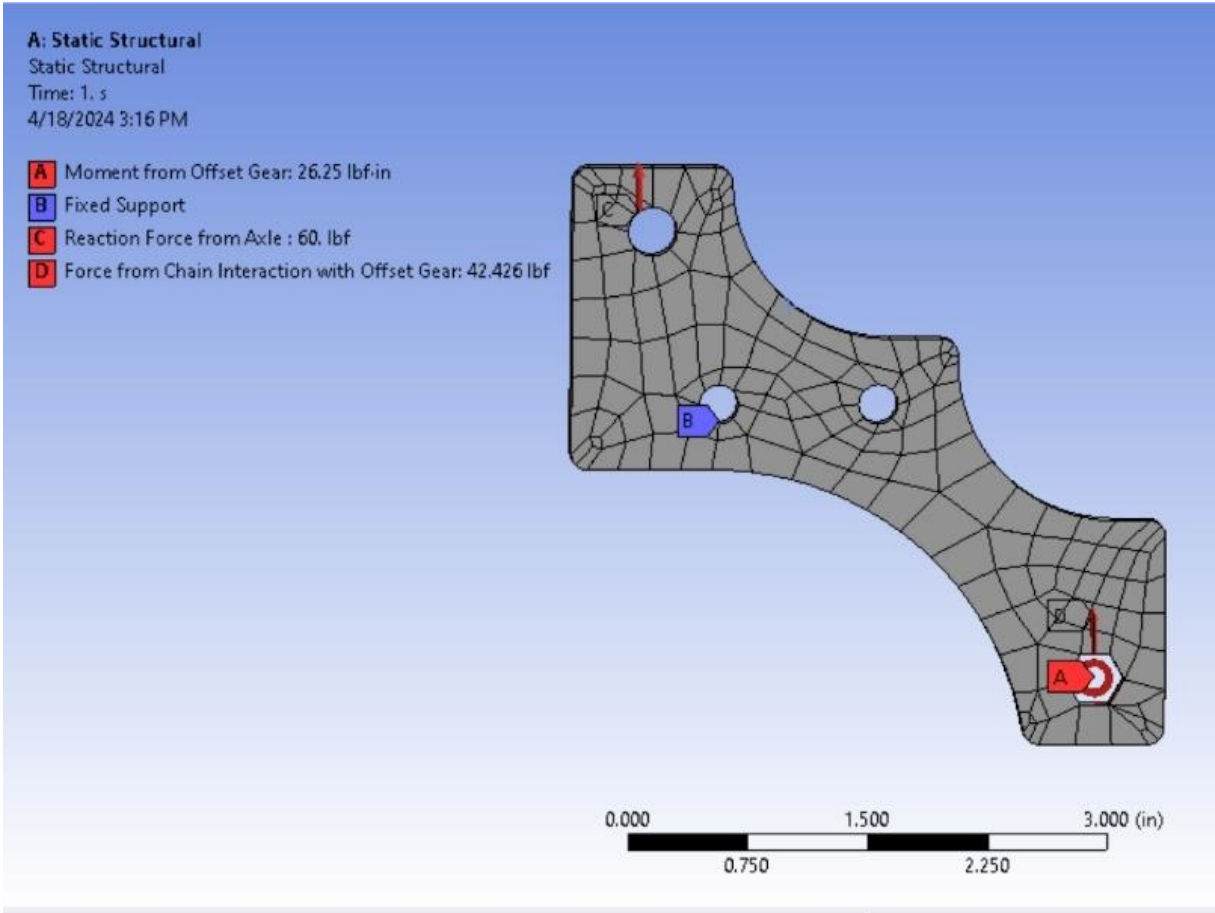 A: Static Structural
Static Structural
Time: 1. s
4/18/2024 3:16 PM
A Moment from Offset Gear: 26.25 lbf·in
B Fixed Support
C Reaction Force from Axle : 60. lbf
D Force from Chain Interaction with Offset Gear: 42.426 lbf
C
B
D
A
0.000 1.500 3.000 (in)
0.750 2.250